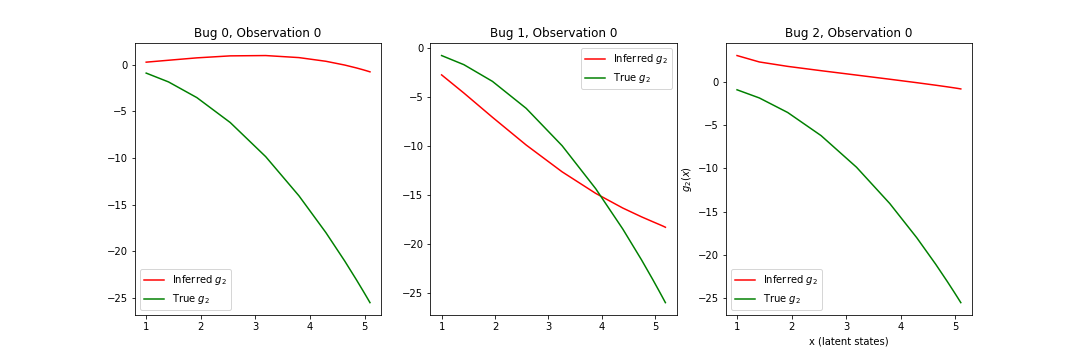 Bug 0, Observation 0
0
−5
−10
−15
−20
−25
1 2 3 4 5
Inferred g₂
True g₂
Bug 1, Observation 0
0
−5
−10
−15
−20
−25
1 2 3 4 5
Inferred g₂
True g₂
Bug 2, Observation 0
g₂(x)
0
−5
−10
−15
−20
−25
1 2 3 4 5
x (latent states)
Inferred g₂
True g₂